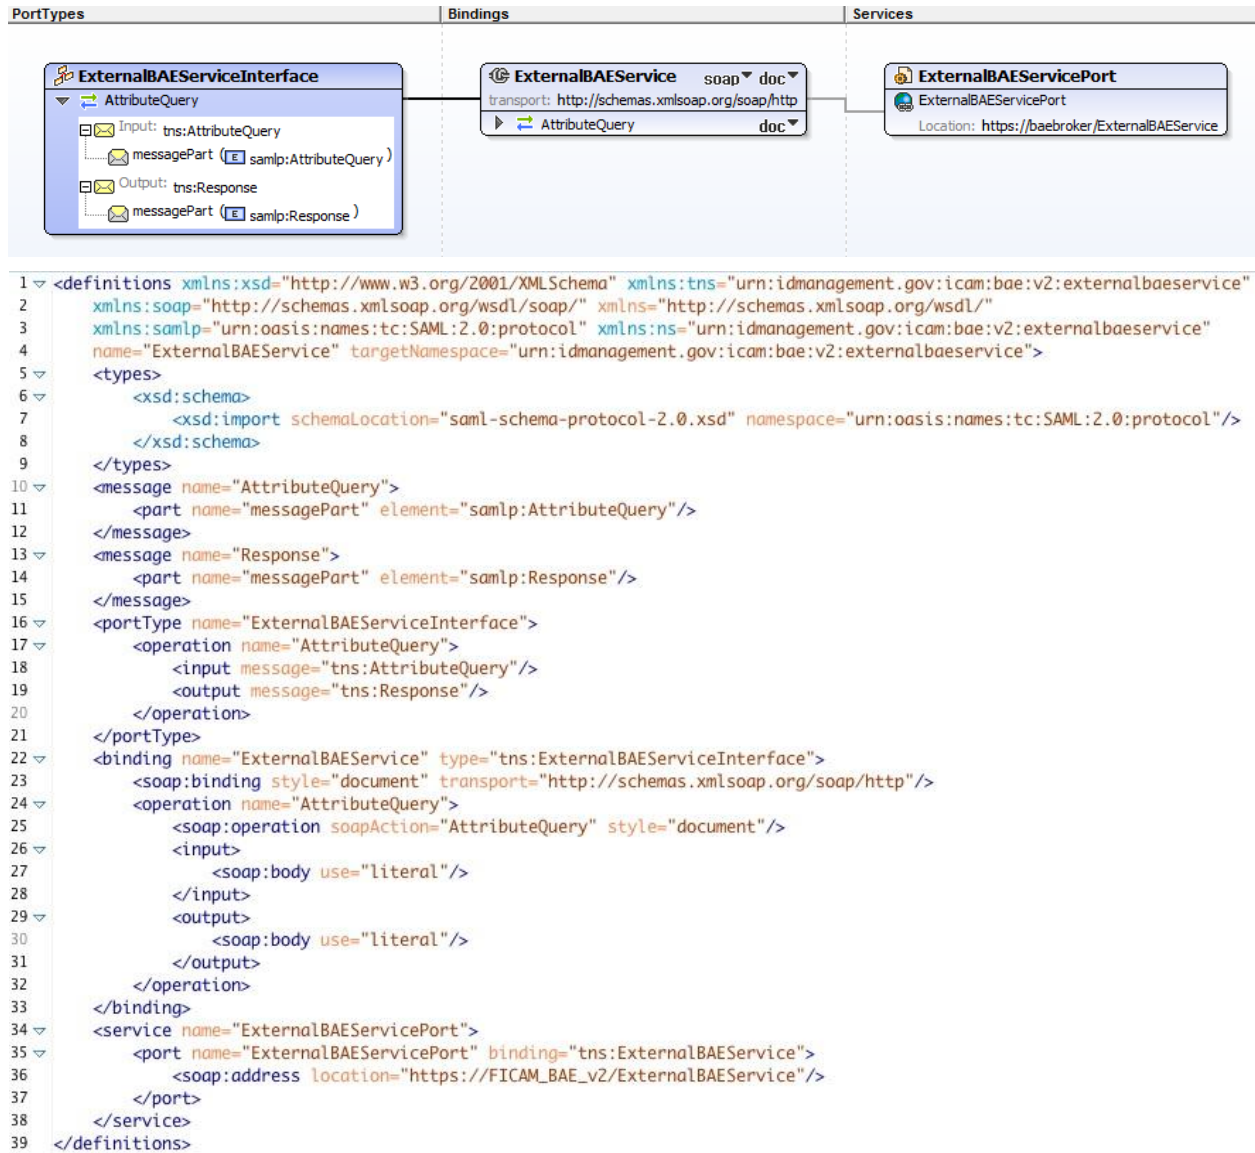 PortTypes Bindings Services
ExternalBAEServiceInterface
AttributeQuery
Input: tns:AttributeQuery
messagePart (E samlp:AttributeQuery)
Output: tns:Response
messagePart (E samlp:Response)
ExternalBAEService soap doc
transport: http://schemas.xmlsoap.org/soap/http
AttributeQuery doc
ExternalBAEServicePort
ExternalBAEServicePort
Location: https://baebroker/ExternalBAEService
1 <definitions xmlns:xsd="http://www.w3.org/2001/XMLSchema" xmlns:tns="urn:idmanagement.gov:icam:bae:v2:externalbaeservice"
2 xmlns:soap="http://schemas.xmlsoap.org/wsdl/soap/" xmlns="http://schemas.xmlsoap.org/wsdl/"
3 xmlns:samlp="urn:oasis:names:tc:SAML:2.0:protocol" xmlns:ns="urn:idmanagement.gov:icam:bae:v2:externalbaeservice"
4 name="ExternalBAEService" targetNamespace="urn:idmanagement.gov:icam:bae:v2:externalbaeservice">
5 <types>
6 <xsd:schema>
7 <xsd:import schemaLocation="saml-schema-protocol-2.0.xsd" namespace="urn:oasis:names:tc:SAML:2.0:protocol"/>
8 </xsd:schema>
9 </types>
10 <message name="AttributeQuery">
11 <part name="messagePart" element="samlp:AttributeQuery"/>
12 </message>
13 <message name="Response">
14 <part name="messagePart" element="samlp:Response"/>
15 </message>
16 <portType name="ExternalBAEServiceInterface">
17 <operation name="AttributeQuery">
18 <input message="tns:AttributeQuery"/>
19 <output message="tns:Response"/>
20 </operation>
21 </portType>
22 <binding name="ExternalBAEService" type="tns:ExternalBAEServiceInterface">
23 <soap:binding style="document" transport="http://schemas.xmlsoap.org/soap/http"/>
24 <operation name="AttributeQuery">
25 <soap:operation soapAction="AttributeQuery" style="document"/>
26 <input>
27 <soap:body use="literal"/>
28 </input>
29 <output>
30 <soap:body use="literal"/>
31 </output>
32 </operation>
33 </binding>
34 <service name="ExternalBAEServicePort">
35 <port name="ExternalBAEServicePort" binding="tns:ExternalBAEService">
36 <soap:address location="https://FICAM_BAE_v2/ExternalBAEService"/>
37 </port>
38 </service>
39 </definitions>